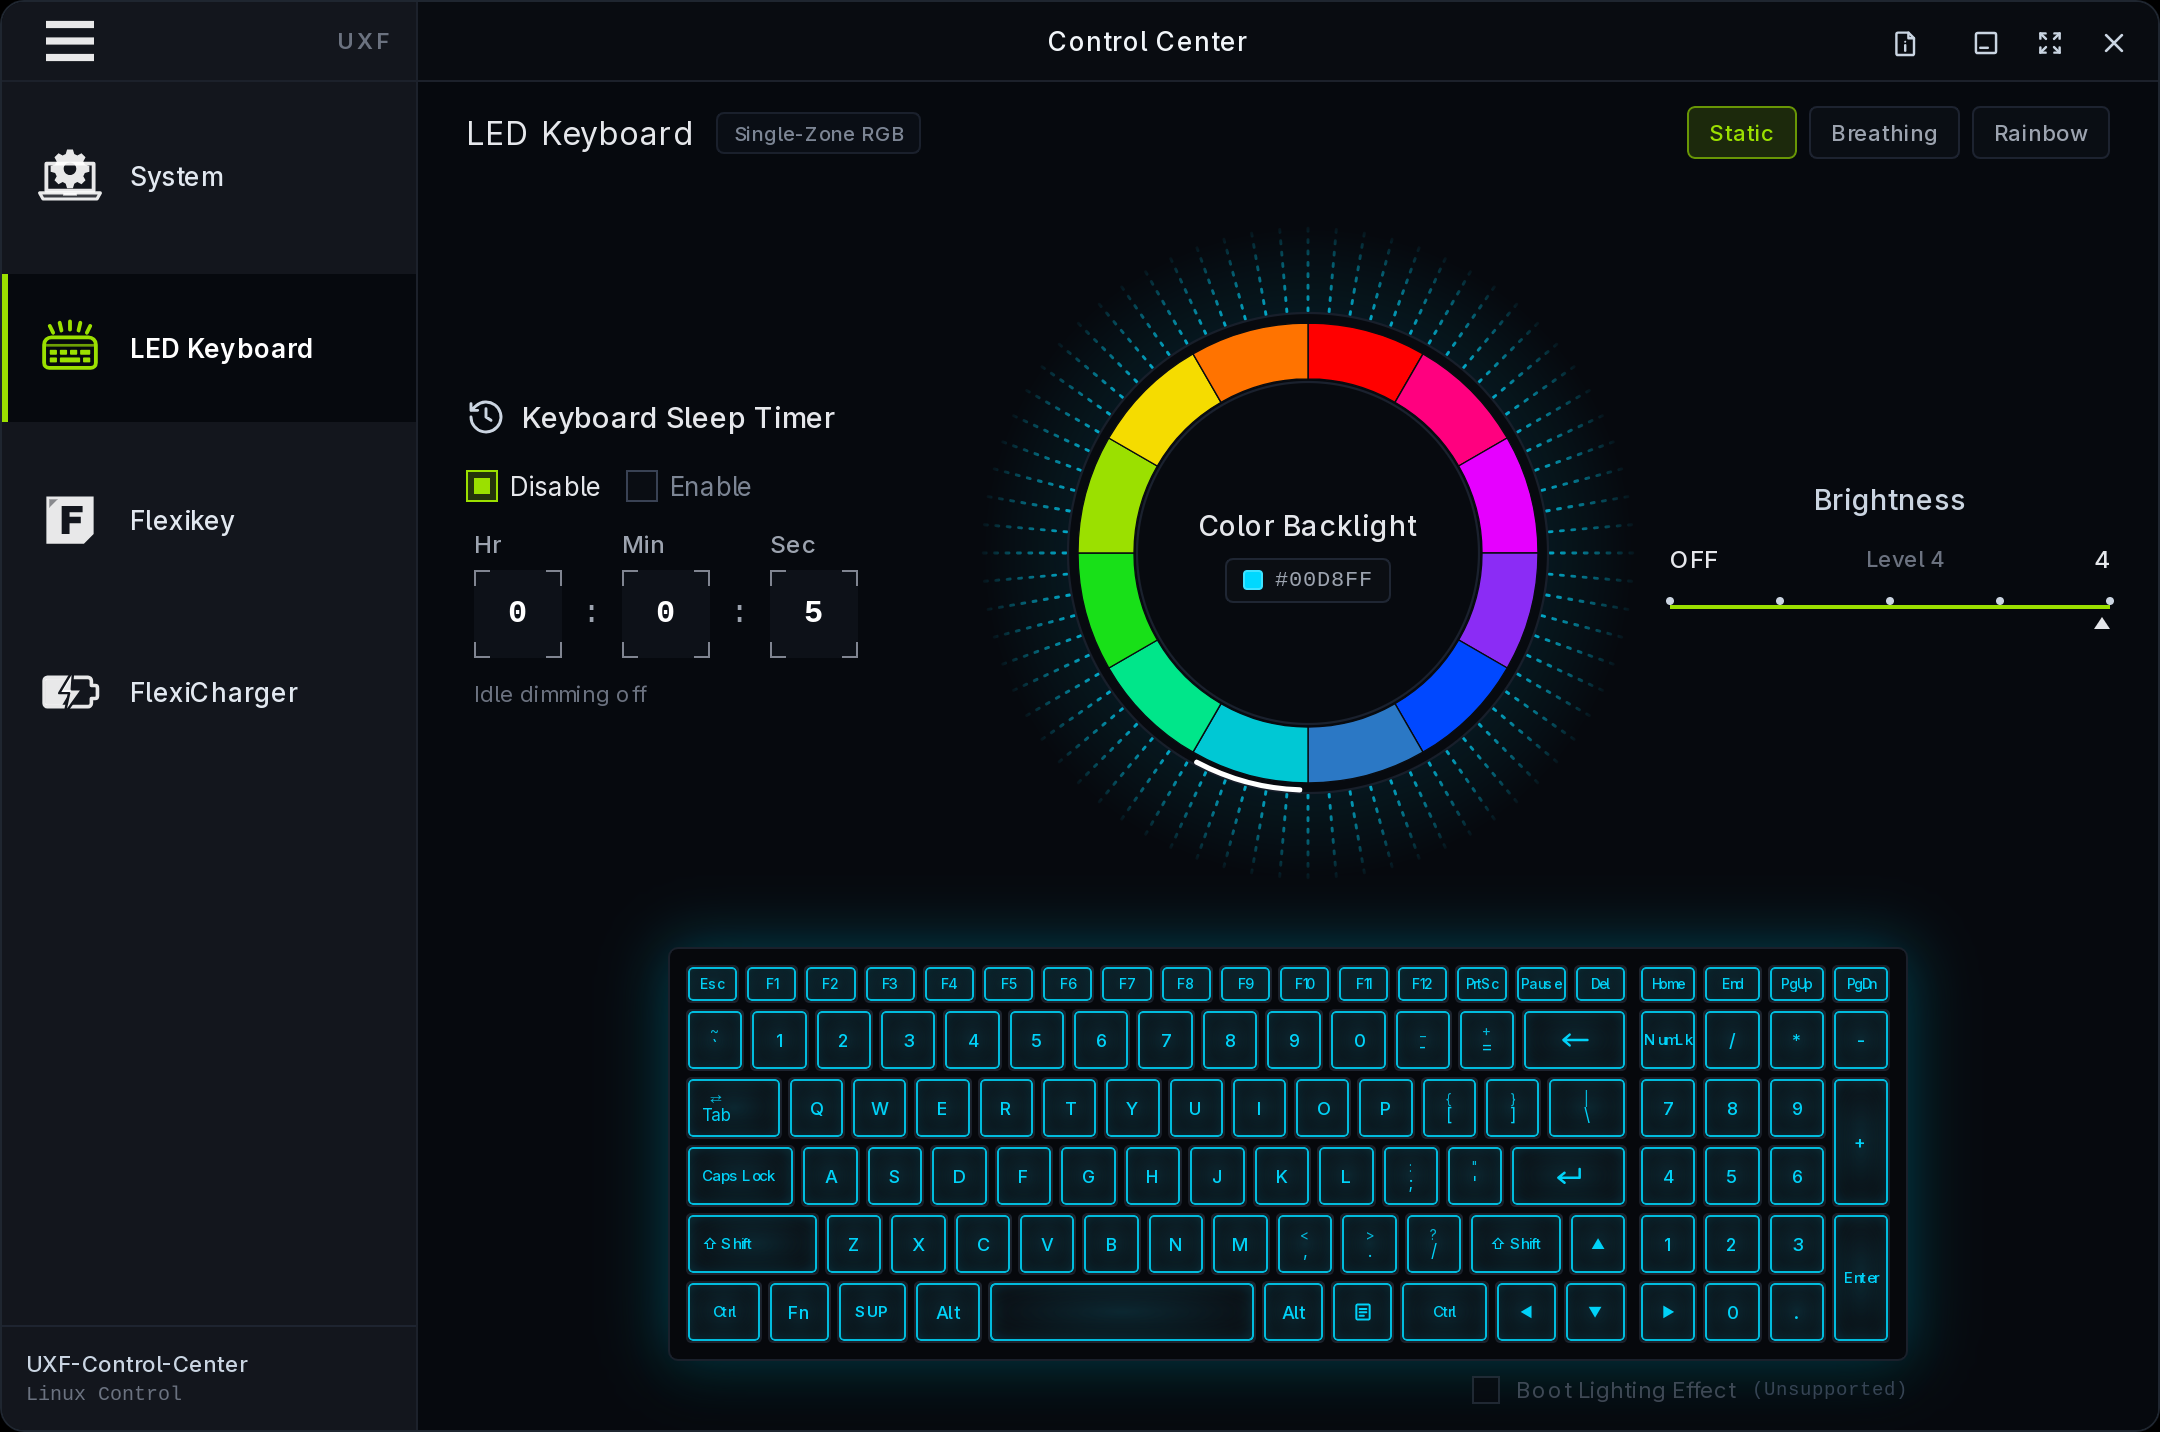 UXF
Control Center
System
LED Keyboard
Flexikey
FlexiCharger
UXF-Control-Center
Linux Control
LED Keyboard
Single-Zone RGB
Static
Breathing
Rainbow
Keyboard Sleep Timer
Disable
Enable
Hr
Min
Sec
0 : 0 : 5
Idle dimming off
Color Backlight
#00D8FF
Brightness
OFF
Level 4
4
Esc F1 F2 F3 F4 F5 F6 F7 F8 F9 F10 F11 F12 PrtSc Pause Del Home End PgUp PgDn
~ ` 1 2 3 4 5 6 7 8 9 0 _ - + = ← NumLk / * -
⇄ Tab Q W E R T Y U I O P { [ } ] | \ 7 8 9 +
Caps Lock A S D F G H J K L : ; " ' ↵ 4 5 6
⇧ Shift Z X C V B N M < , > . ? / ⇧ Shift ▲ 1 2 3 Enter
Ctrl Fn SUP Alt Alt Ctrl ◀ ▼ ▶ 0 .
Boot Lighting Effect (Unsupported)